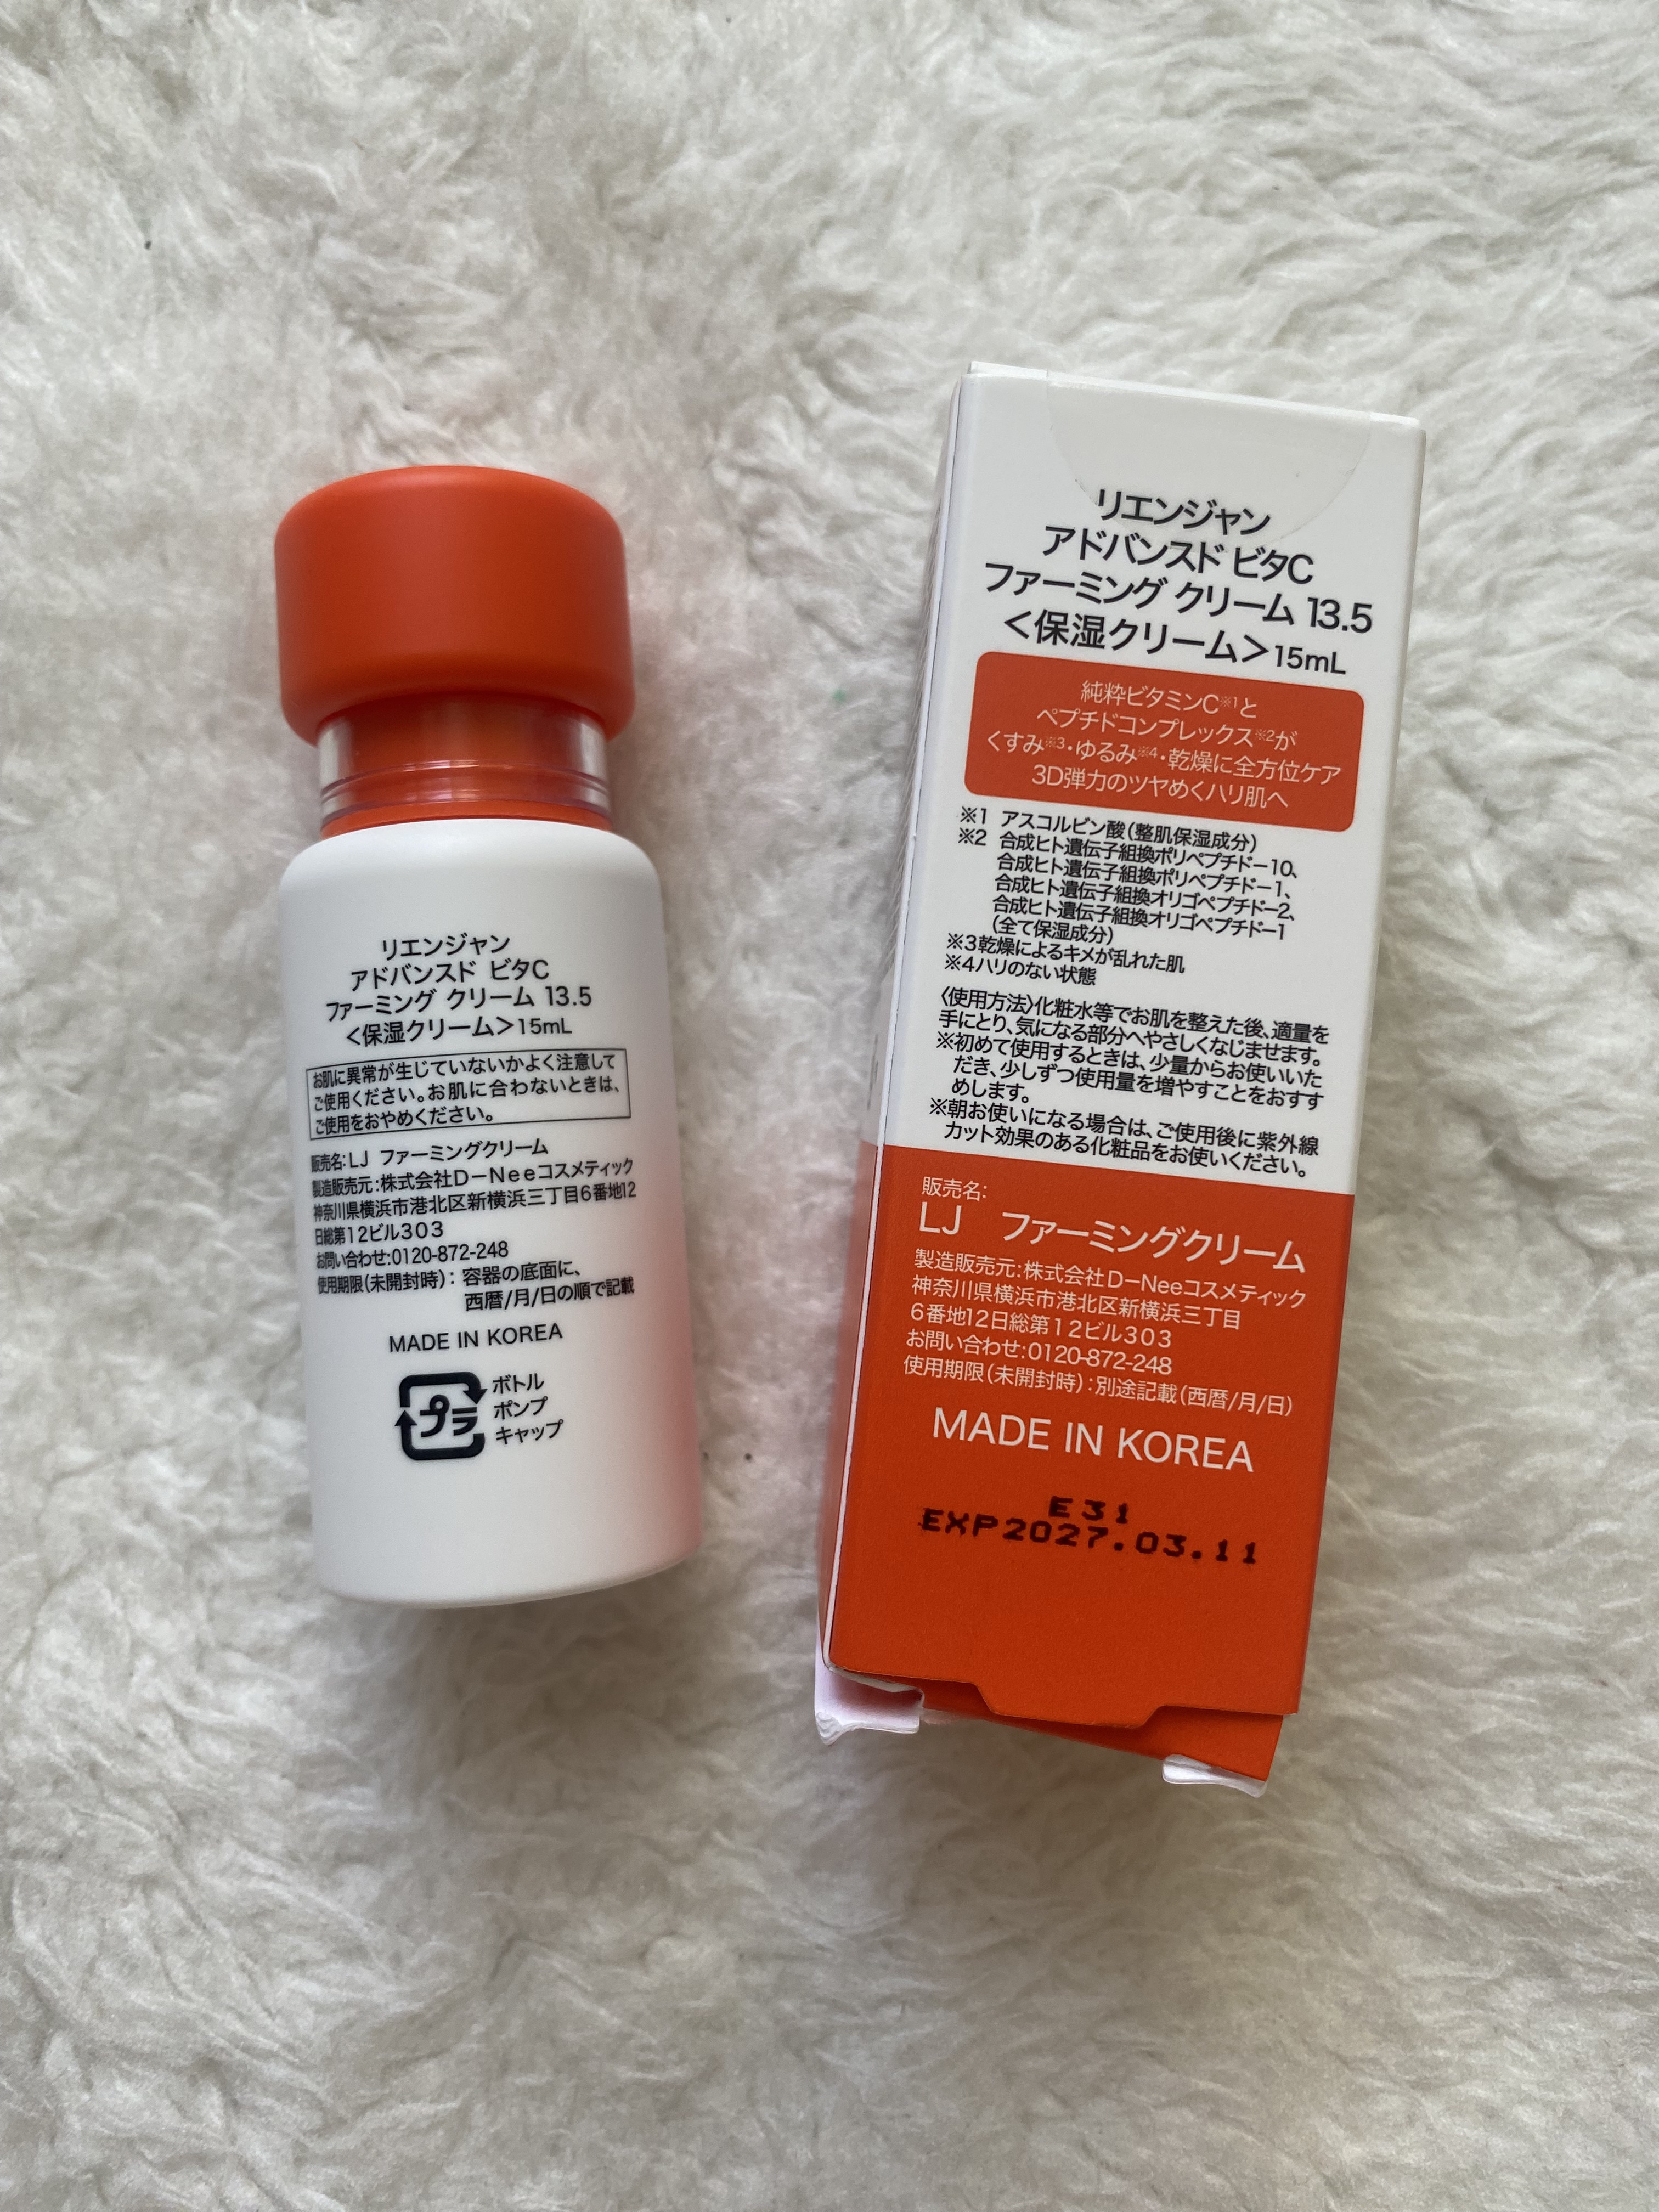 リエンジャン
アドバンスド ビタC
ファーミング クリーム 13.5
<保湿クリーム>15mL
お肌に異常が生じていないかよく注意して
ご使用ください。お肌に合わないときは、
ご使用をおやめください。
販売名:LJ ファーミングクリーム
製造販売元:株式会社D-Neeコスメティック
神奈川県横浜市港北区新横浜三丁目6番地12
日総第12ビル303
お問い合わせ:0120-872-248
使用期限(未開封時):容器の底面に、
西暦/月/日の順で記載
MADE IN KOREA
プラ
ボトル
ポンプ
キャップ
リエンジャン
アドバンスド ビタC
ファーミング クリーム 13.5
<保湿クリーム>15mL
純粋ビタミンC※1と
ペプチドコンプレックス※2が
くすみ※3・ゆるみ※4・乾燥に全方位ケア
3D弾力のツヤめくハリ肌へ
※1 アスコルビン酸(整肌保湿成分)
※2 合成ヒト遺伝子組換ポリペプチド-10、
合成ヒト遺伝子組換ポリペプチド-1、
合成ヒト遺伝子組換オリゴペプチド-2、
合成ヒト遺伝子組換オリゴペプチド-1
(全て保湿成分)
※3乾燥によるキメが乱れた肌
※4ハリのない状態
〈使用方法〉化粧水等でお肌を整えた後、適量を
手にとり、気になる部分へやさしくなじませます。
※初めて使用するときは、少量からお使いいた
だき、少しずつ使用量を増やすことをおすす
めします。
※朝お使いになる場合は、ご使用後に紫外線
カット効果のある化粧品をお使いください。
販売名:
LJ ファーミングクリーム
製造販売元:株式会社D-Neeコスメティック
神奈川県横浜市港北区新横浜三丁目
6番地12日総第12ビル303
お問い合わせ:0120-872-248
使用期限(未開封時):別途記載(西暦/月/日)
MADE IN KOREA
E31
EXP2027.03.11